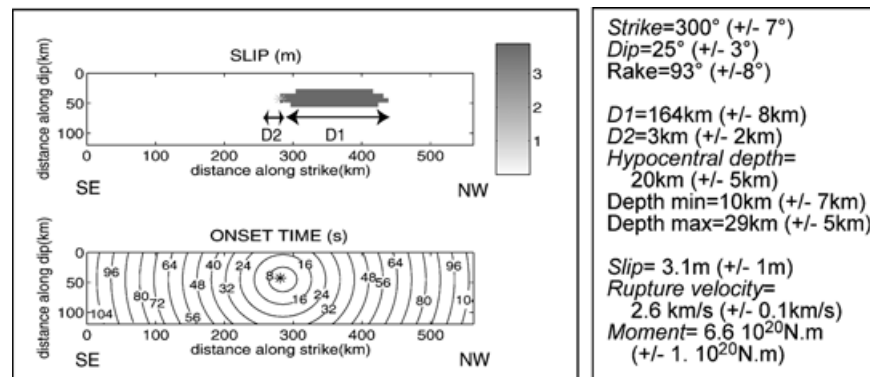 SLIP (m)
distance along dip(km)
0
50
100
D2
D1
3
2
1
0 100 200 300 400 500
distance along strike(km)
SE NW
ONSET TIME (s)
distance along dip(km)
0
50
100
96 64 40 24 16 64 96
8
80 72 48 32 16 24 48 56 80 10
104 56 32
0 100 200 300 400 500
distance along strike(km)
SE NW
Strike=300° (+/- 7°)
Dip=25° (+/- 3°)
Rake=93° (+/-8°)
D1=164km (+/- 8km)
D2=3km (+/- 2km)
Hypocentral depth=
20km (+/- 5km)
Depth min=10km (+/- 7km)
Depth max=29km (+/- 5km)
Slip= 3.1m (+/- 1m)
Rupture velocity=
2.6 km/s (+/- 0.1km/s)
Moment= 6.6 10²⁰N.m
(+/- 1. 10²⁰N.m)